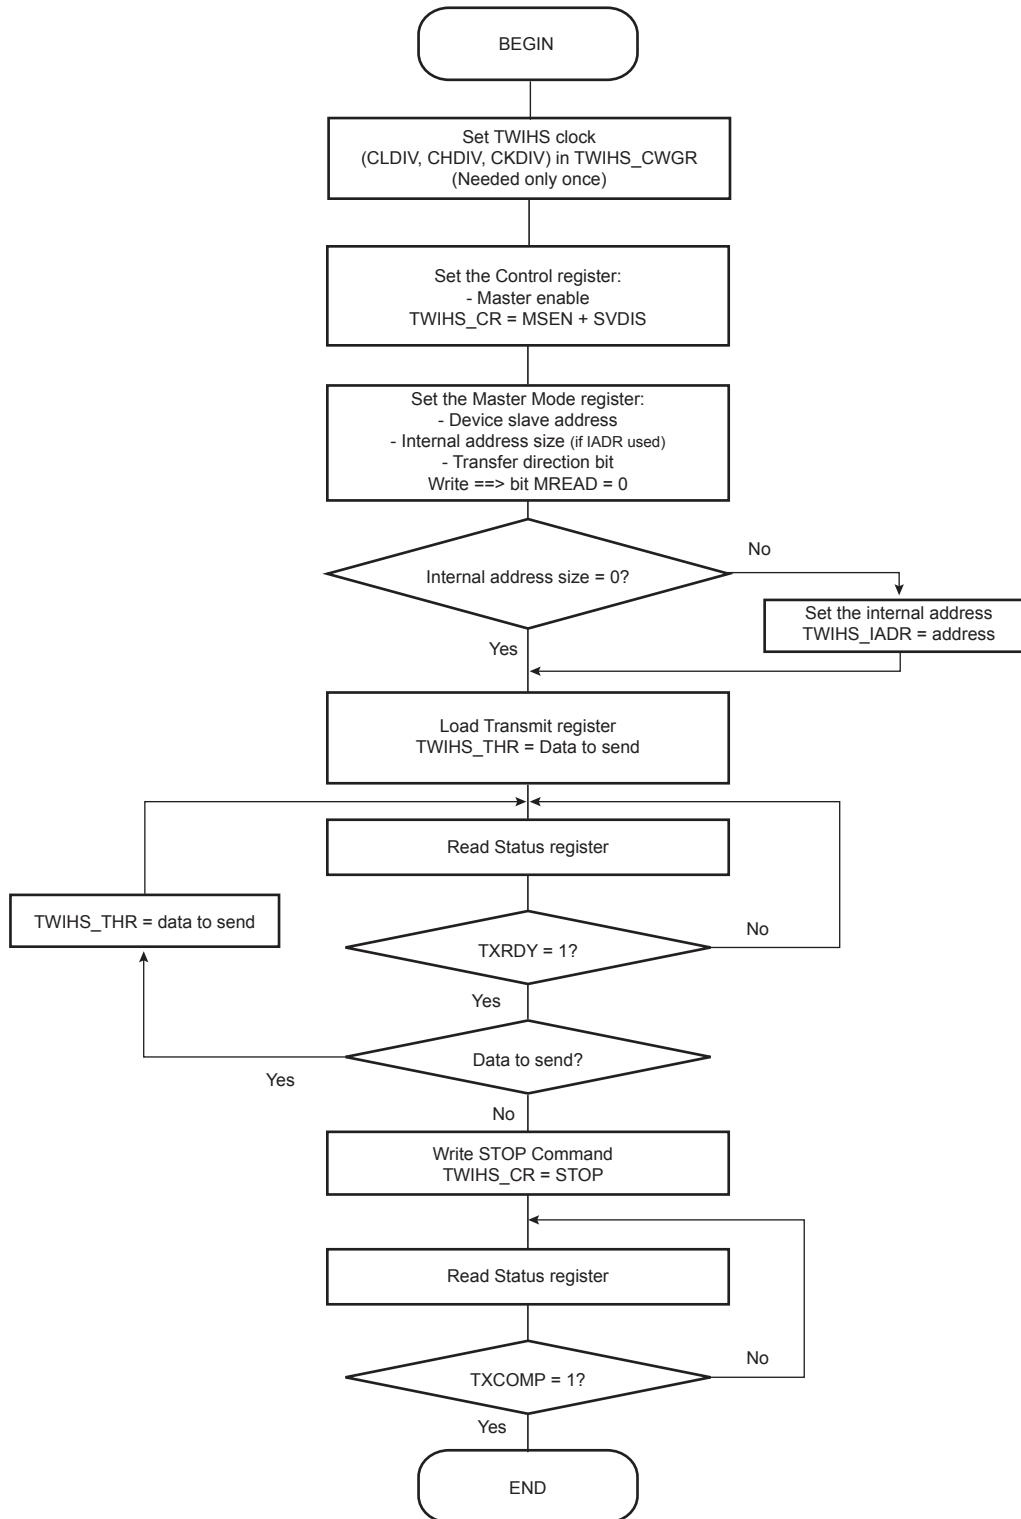 BEGIN
Set TWIHS clock
(CLDIV, CHDIV, CKDIV) in TWIHS_CWGR
(Needed only once)
Set the Control register:
- Master enable
TWIHS_CR = MSEN + SVDIS
Set the Master Mode register:
- Device slave address
- Internal address size (if IADR used)
- Transfer direction bit
Write ==> bit MREAD = 0
Internal address size = 0?
No
Set the internal address
TWIHS_IADR = address
Yes
Load Transmit register
TWIHS_THR = Data to send
Read Status register
TWIHS_THR = data to send
TXRDY = 1?
No
Yes
Data to send?
Yes
No
Write STOP Command
TWIHS_CR = STOP
Read Status register
TXCOMP = 1?
No
Yes
END